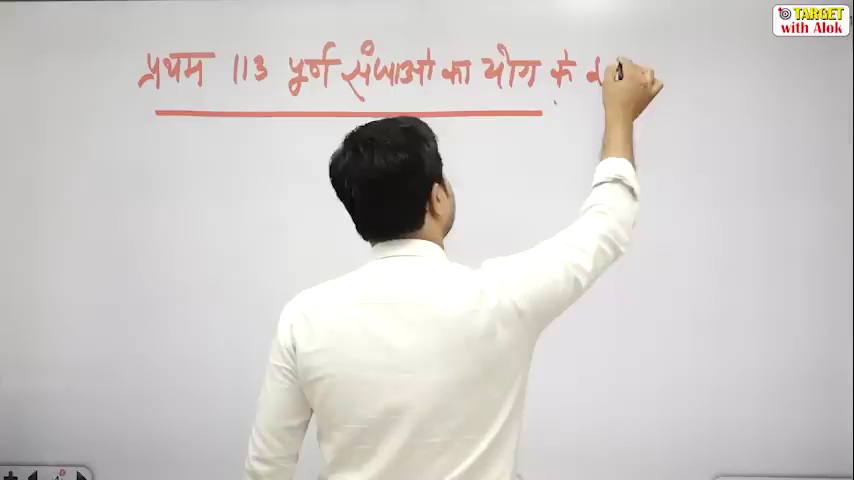 TARGET
with Alok
प्रथम 113 पूर्ण संख्याओ का योग के